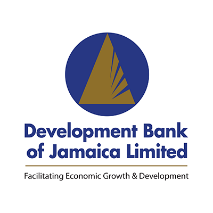 Development Bank
of Jamaica Limited
Facilitating Economic Growth & Development